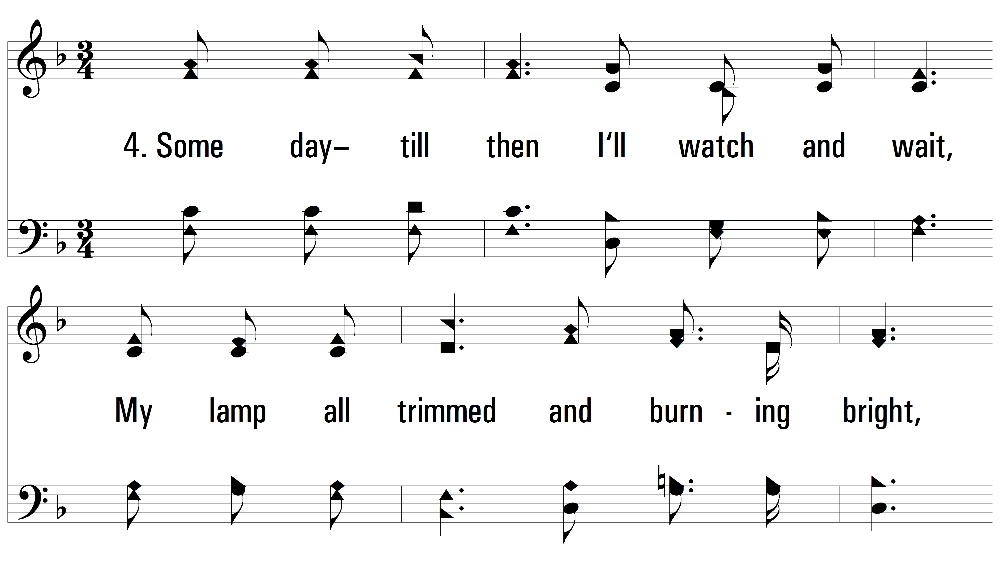 4. Some day– till then I‘ll watch and wait,
My lamp all trimmed and burn - ing bright,